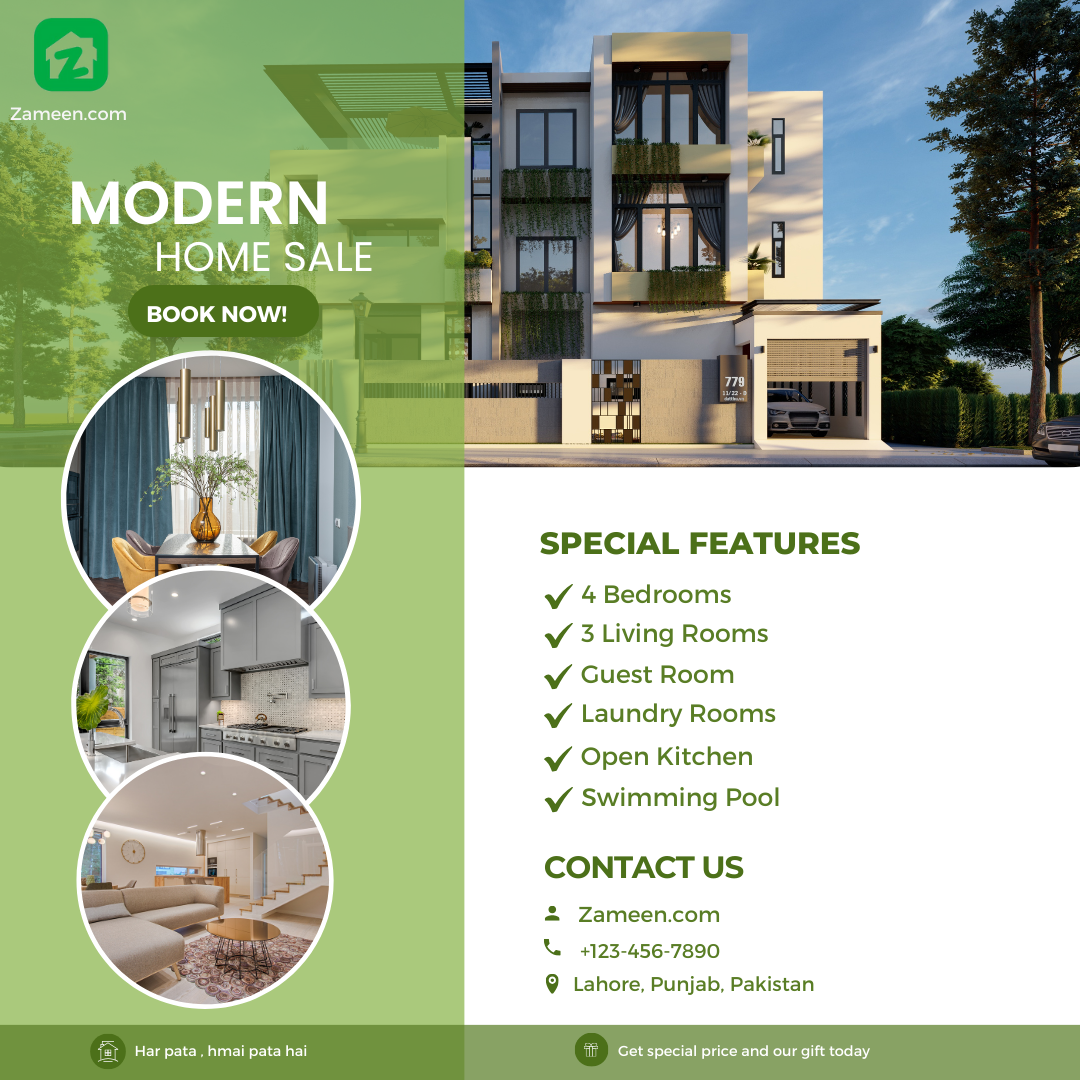 Zameen.com
MODERN
HOME SALE
BOOK NOW!
779
SPECIAL FEATURES
4 Bedrooms
3 Living Rooms
Guest Room
Laundry Rooms
Open Kitchen
Swimming Pool
CONTACT US
Zameen.com
+123-456-7890
Lahore, Punjab, Pakistan
Har pata , hmai pata hai
Get special price and our gift today